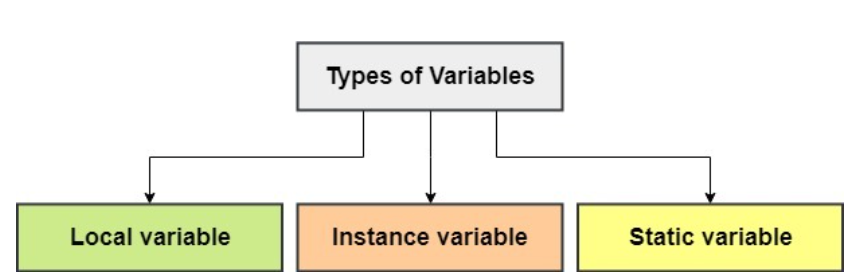 Types of Variables
Local variable
Instance variable
Static variable